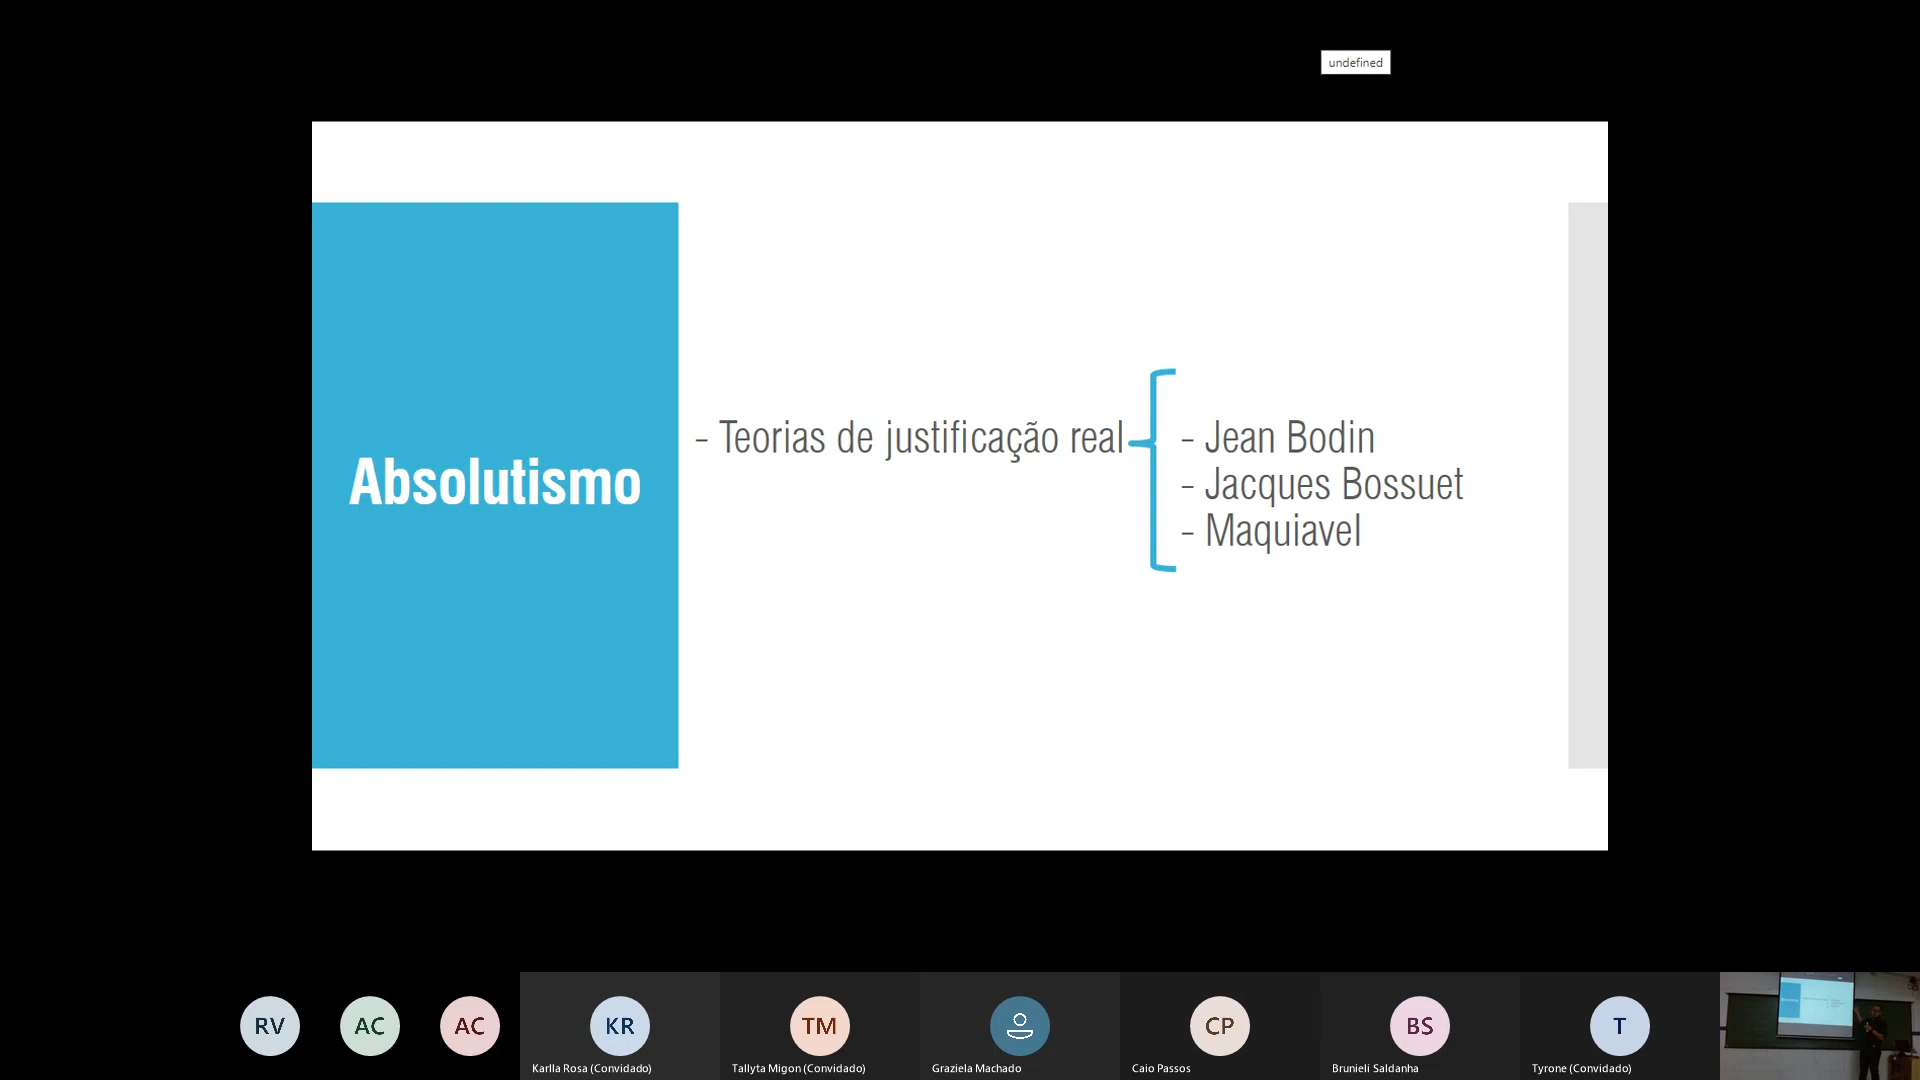 undefined
Absolutismo
- Teorias de justificação real
- Jean Bodin
- Jacques Bossuet
- Maquiavel
RV
AC
AC
KR
TM
CP
BS
T
Karlla Rosa (Convidado)
Tallyta Migon (Convidado)
Graziela Machado
Caio Passos
Brunieli Saldanha
Tyrone (Convidado)